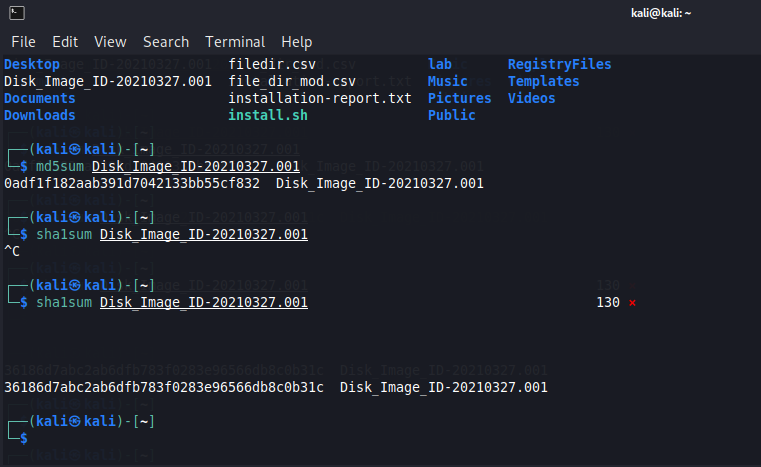 kali@kali: ~
File Edit View Search Terminal Help
Desktop filedir.csv lab RegistryFiles
Disk_Image_ID-20210327.001 file_dir_mod.csv Music Templates
Documents installation-report.txt Pictures Videos
Downloads install.sh Public
┌──(kali㉿kali)-[~]
└─$ md5sum Disk_Image_ID-20210327.001
0adf1f182aab391d7042133bb55cf832 Disk_Image_ID-20210327.001
┌──(kali㉿kali)-[~]
└─$ sha1sum Disk_Image_ID-20210327.001
^C
┌──(kali㉿kali)-[~]
└─$ sha1sum Disk_Image_ID-20210327.001 130 ⨯
36186d7abc2ab6dfb783f0283e96566db8c0b31c Disk_Image_ID-20210327.001
┌──(kali㉿kali)-[~]
└─$